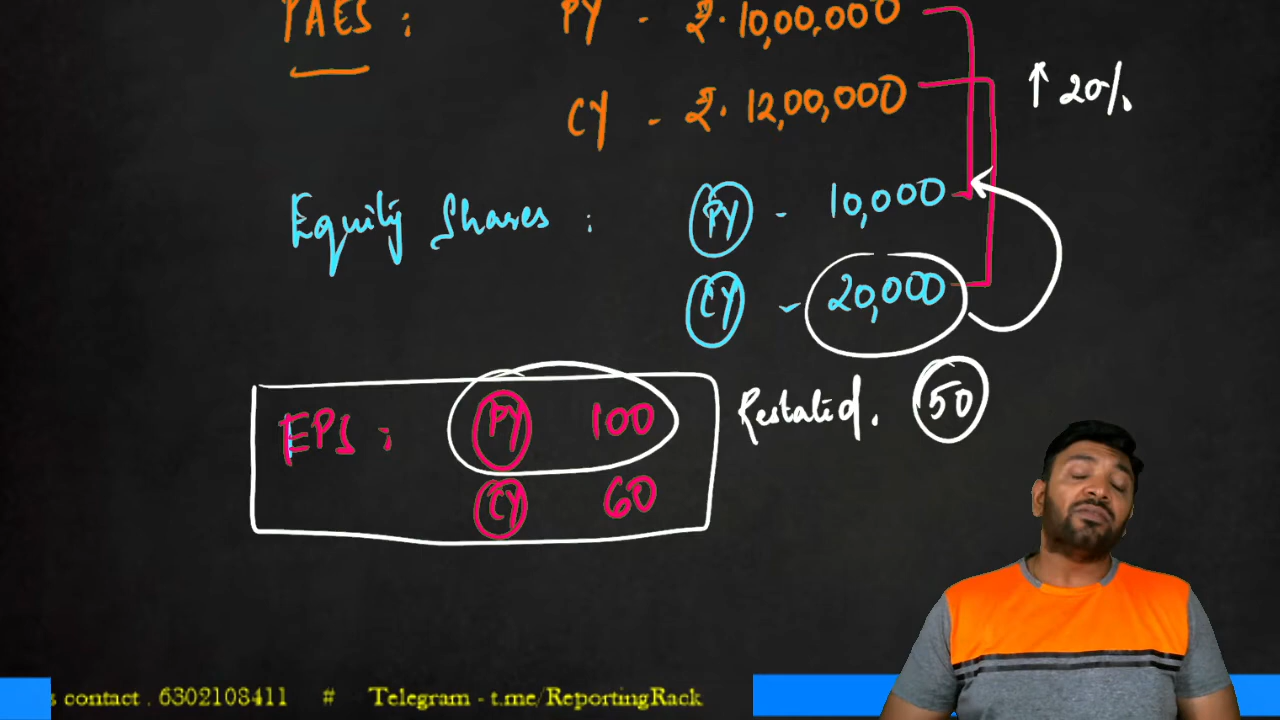 PAES : PY - ₹. 10,00,000
CY - ₹. 12,00,000
↑ 20%
Equity Shares : PY - 10,000
CY - 20,000
EPS : PY 100
Restated. 50
CY 60
s contact . 6302108411 # Telegram - t.me/ReportingRack